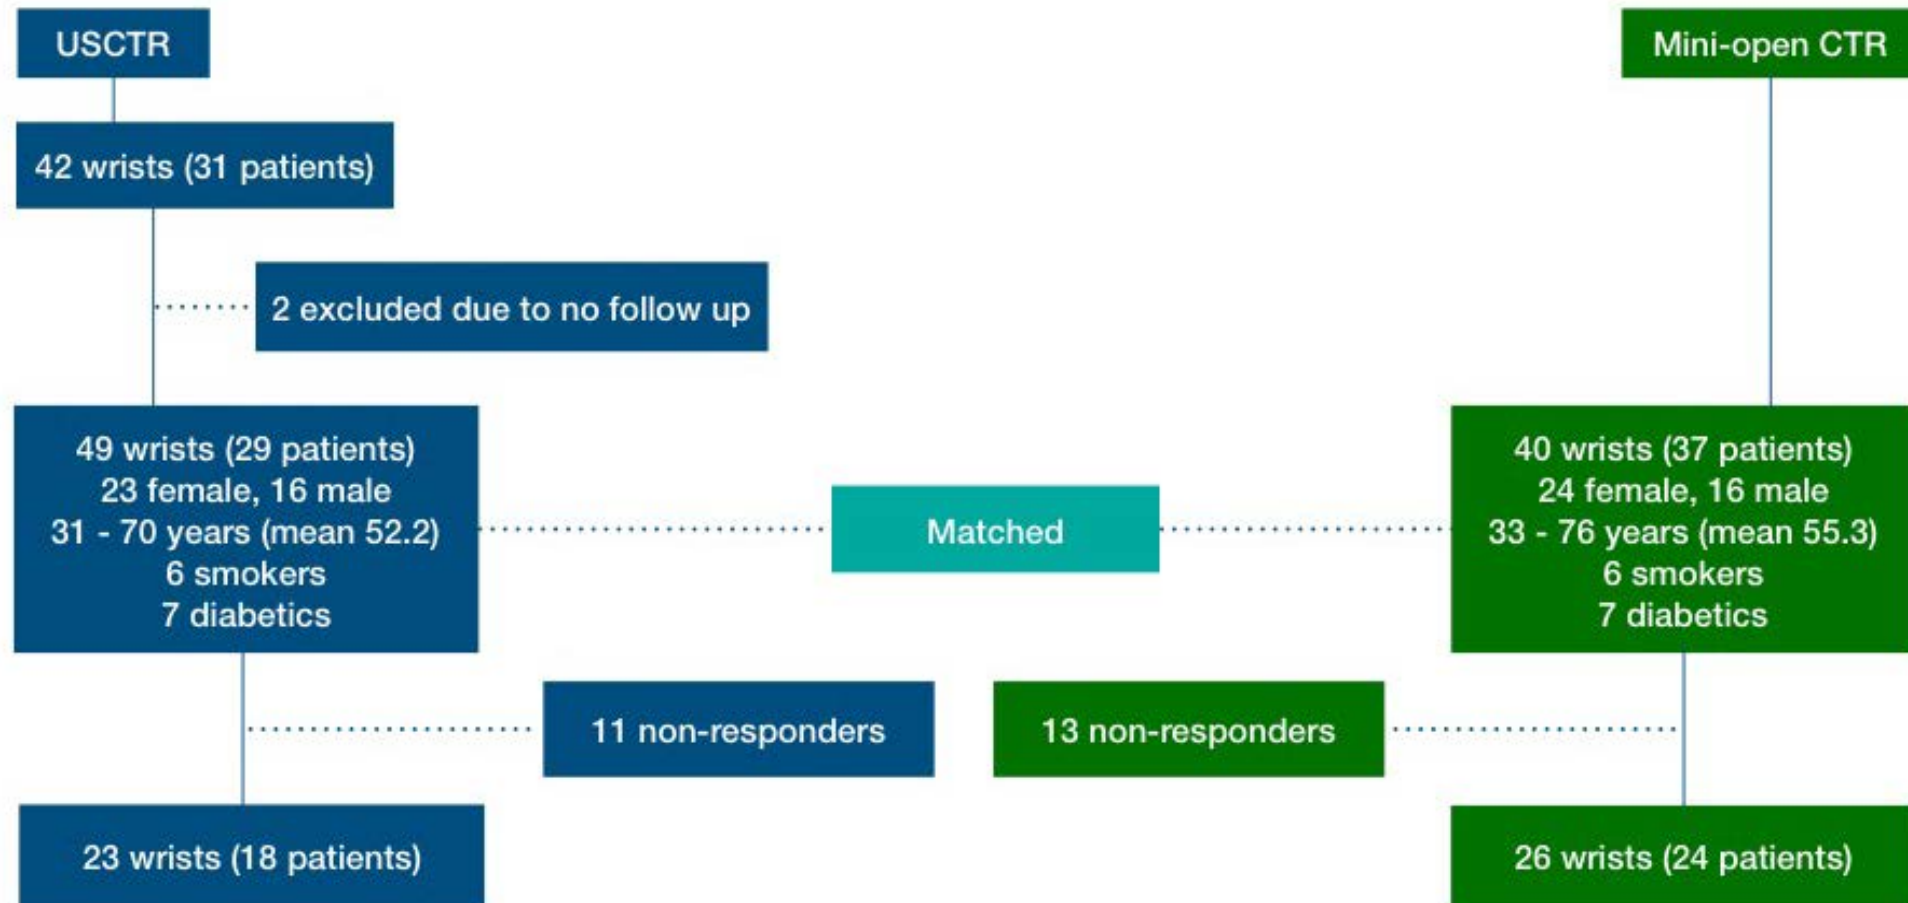 USCTR
Mini-open CTR
42 wrists (31 patients)
2 excluded due to no follow up
49 wrists (29 patients)
23 female, 16 male
31 - 70 years (mean 52.2)
6 smokers
7 diabetics
Matched
40 wrists (37 patients)
24 female, 16 male
33 - 76 years (mean 55.3)
6 smokers
7 diabetics
11 non-responders
13 non-responders
23 wrists (18 patients)
26 wrists (24 patients)